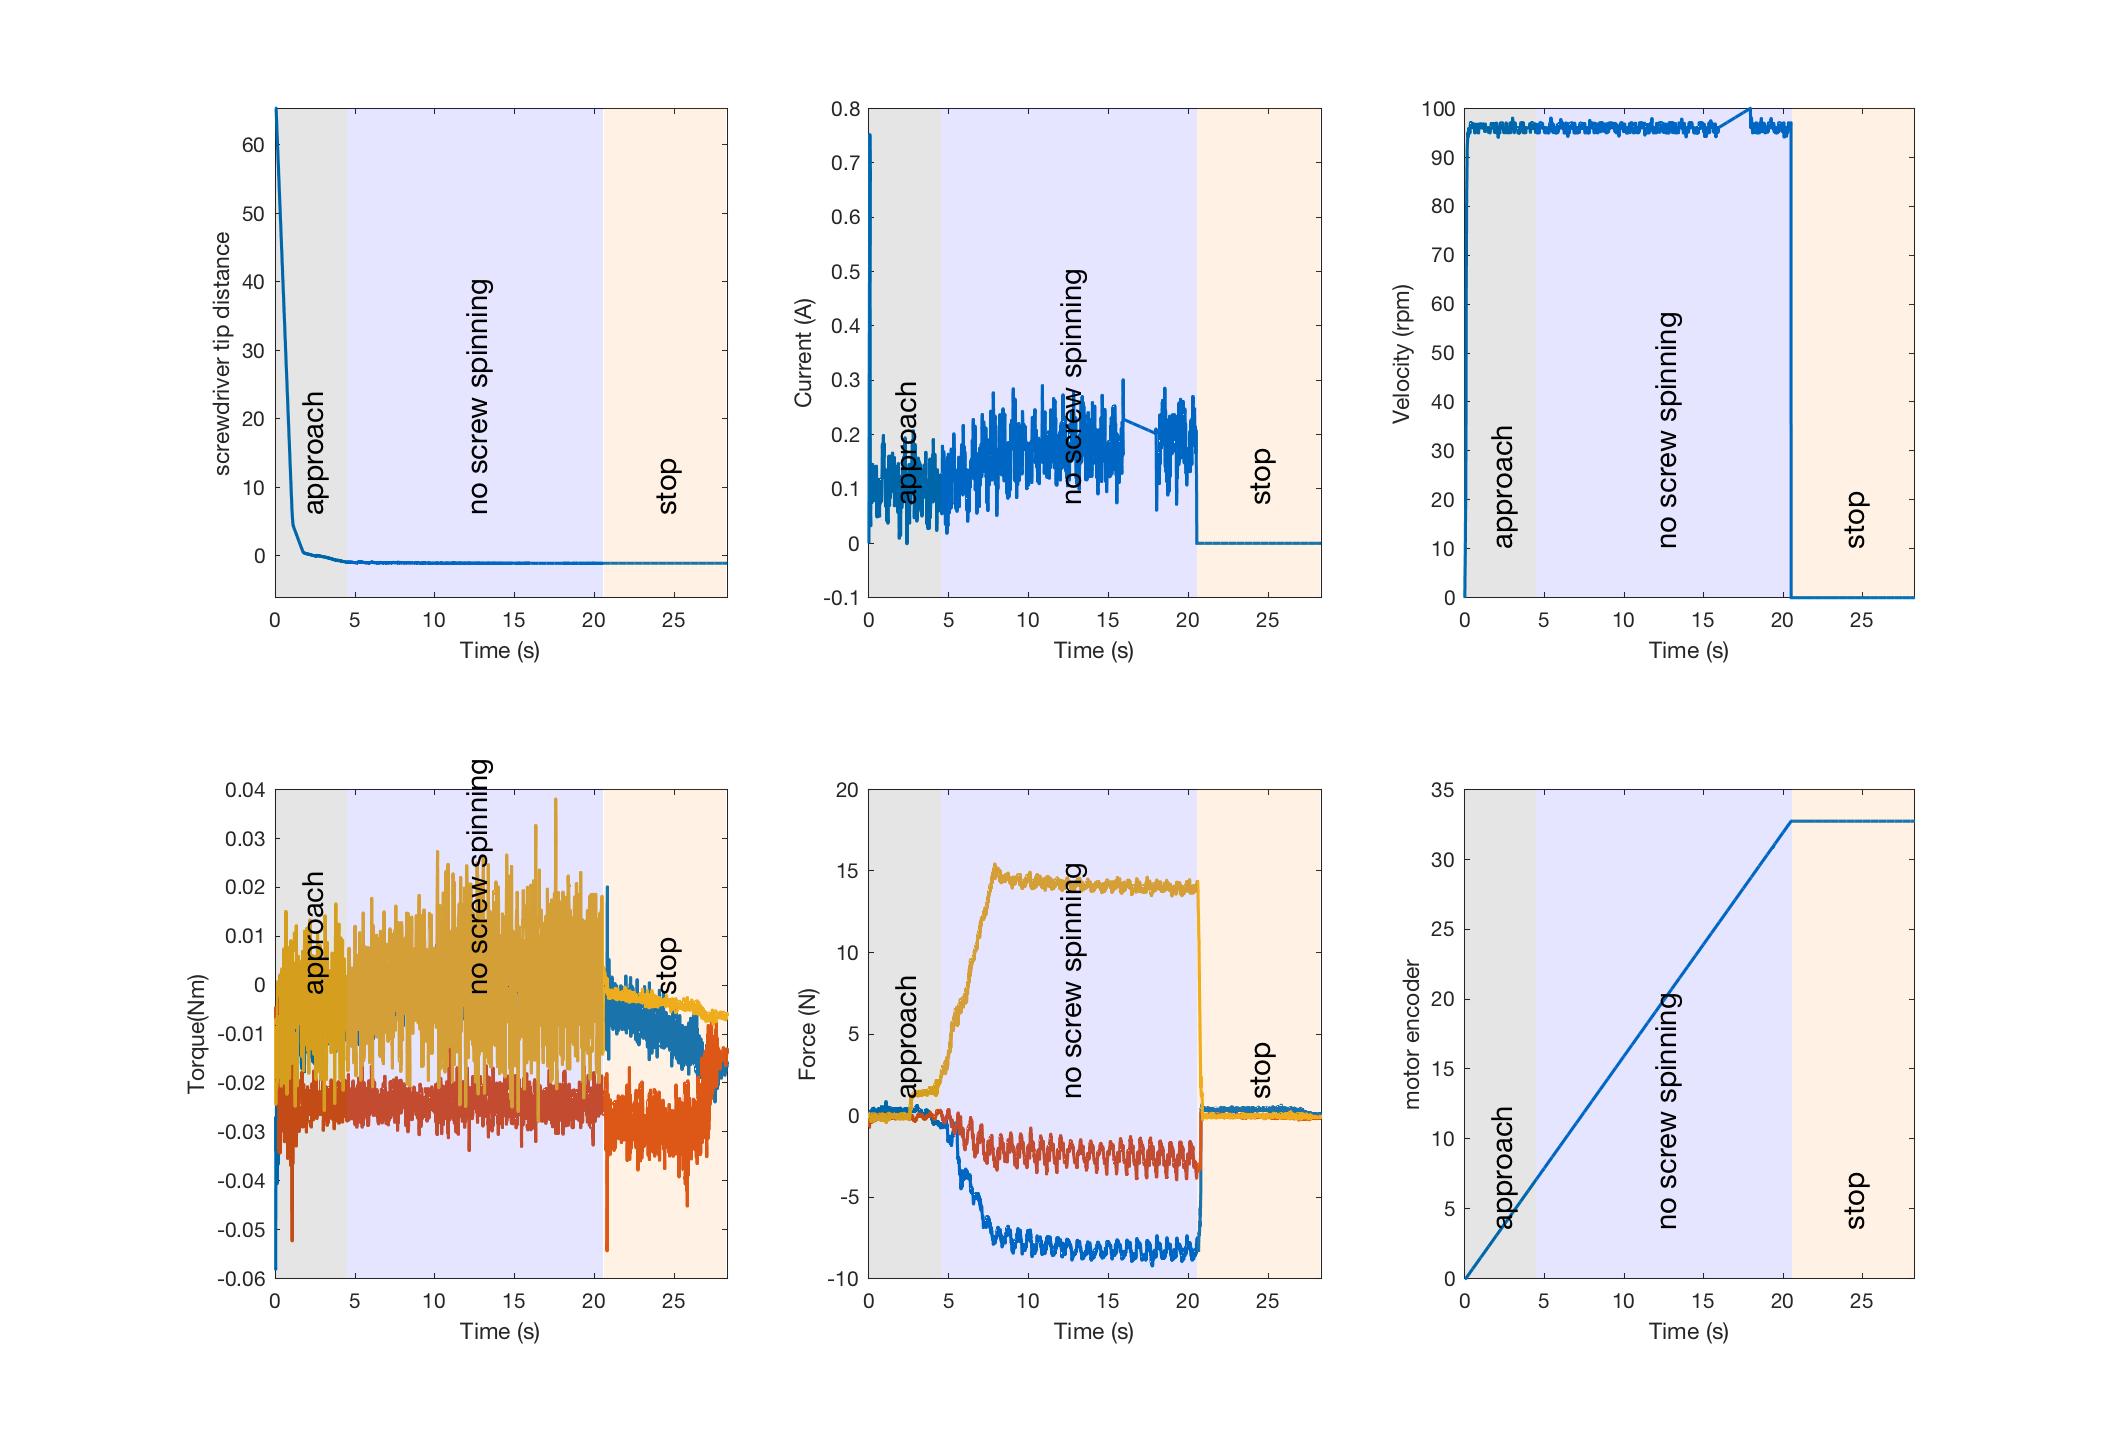 screwdriver tip distance
60
50
40
30
20
10
0
approach
no screw spinning
stop
0 5 10 15 20 25
Time (s)
Current (A)
0.8
0.7
0.6
0.5
0.4
0.3
0.2
0.1
0
-0.1
approach
no screw spinning
stop
0 5 10 15 20 25
Time (s)
Velocity (rpm)
100
90
80
70
60
50
40
30
20
10
0
approach
no screw spinning
stop
0 5 10 15 20 25
Time (s)
Torque(Nm)
0.04
0.03
0.02
0.01
0
-0.01
-0.02
-0.03
-0.04
-0.05
-0.06
approach
no screw spinning
stop
0 5 10 15 20 25
Time (s)
Force (N)
20
15
10
5
0
-5
-10
approach
no screw spinning
stop
0 5 10 15 20 25
Time (s)
motor encoder
35
30
25
20
15
10
5
0
approach
no screw spinning
stop
0 5 10 15 20 25
Time (s)